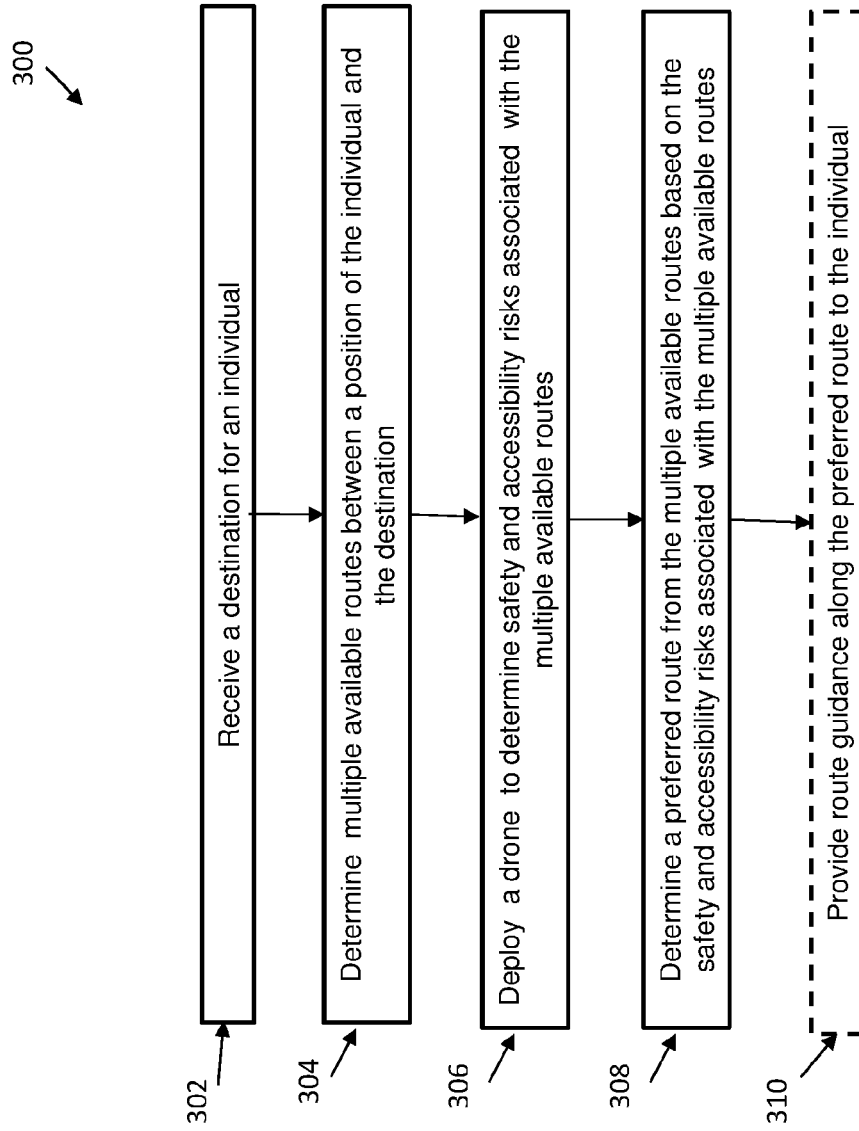 300
302
Receive a destination for an individual
304
Determine multiple available routes between a position of the individual and
the destination
306
Deploy a drone to determine safety and accessibility risks associated with the
multiple available routes
308
Determine a preferred route from the multiple available routes based on the
safety and accessibility risks associated with the multiple available routes
310
Provide route guidance along the preferred route to the individual